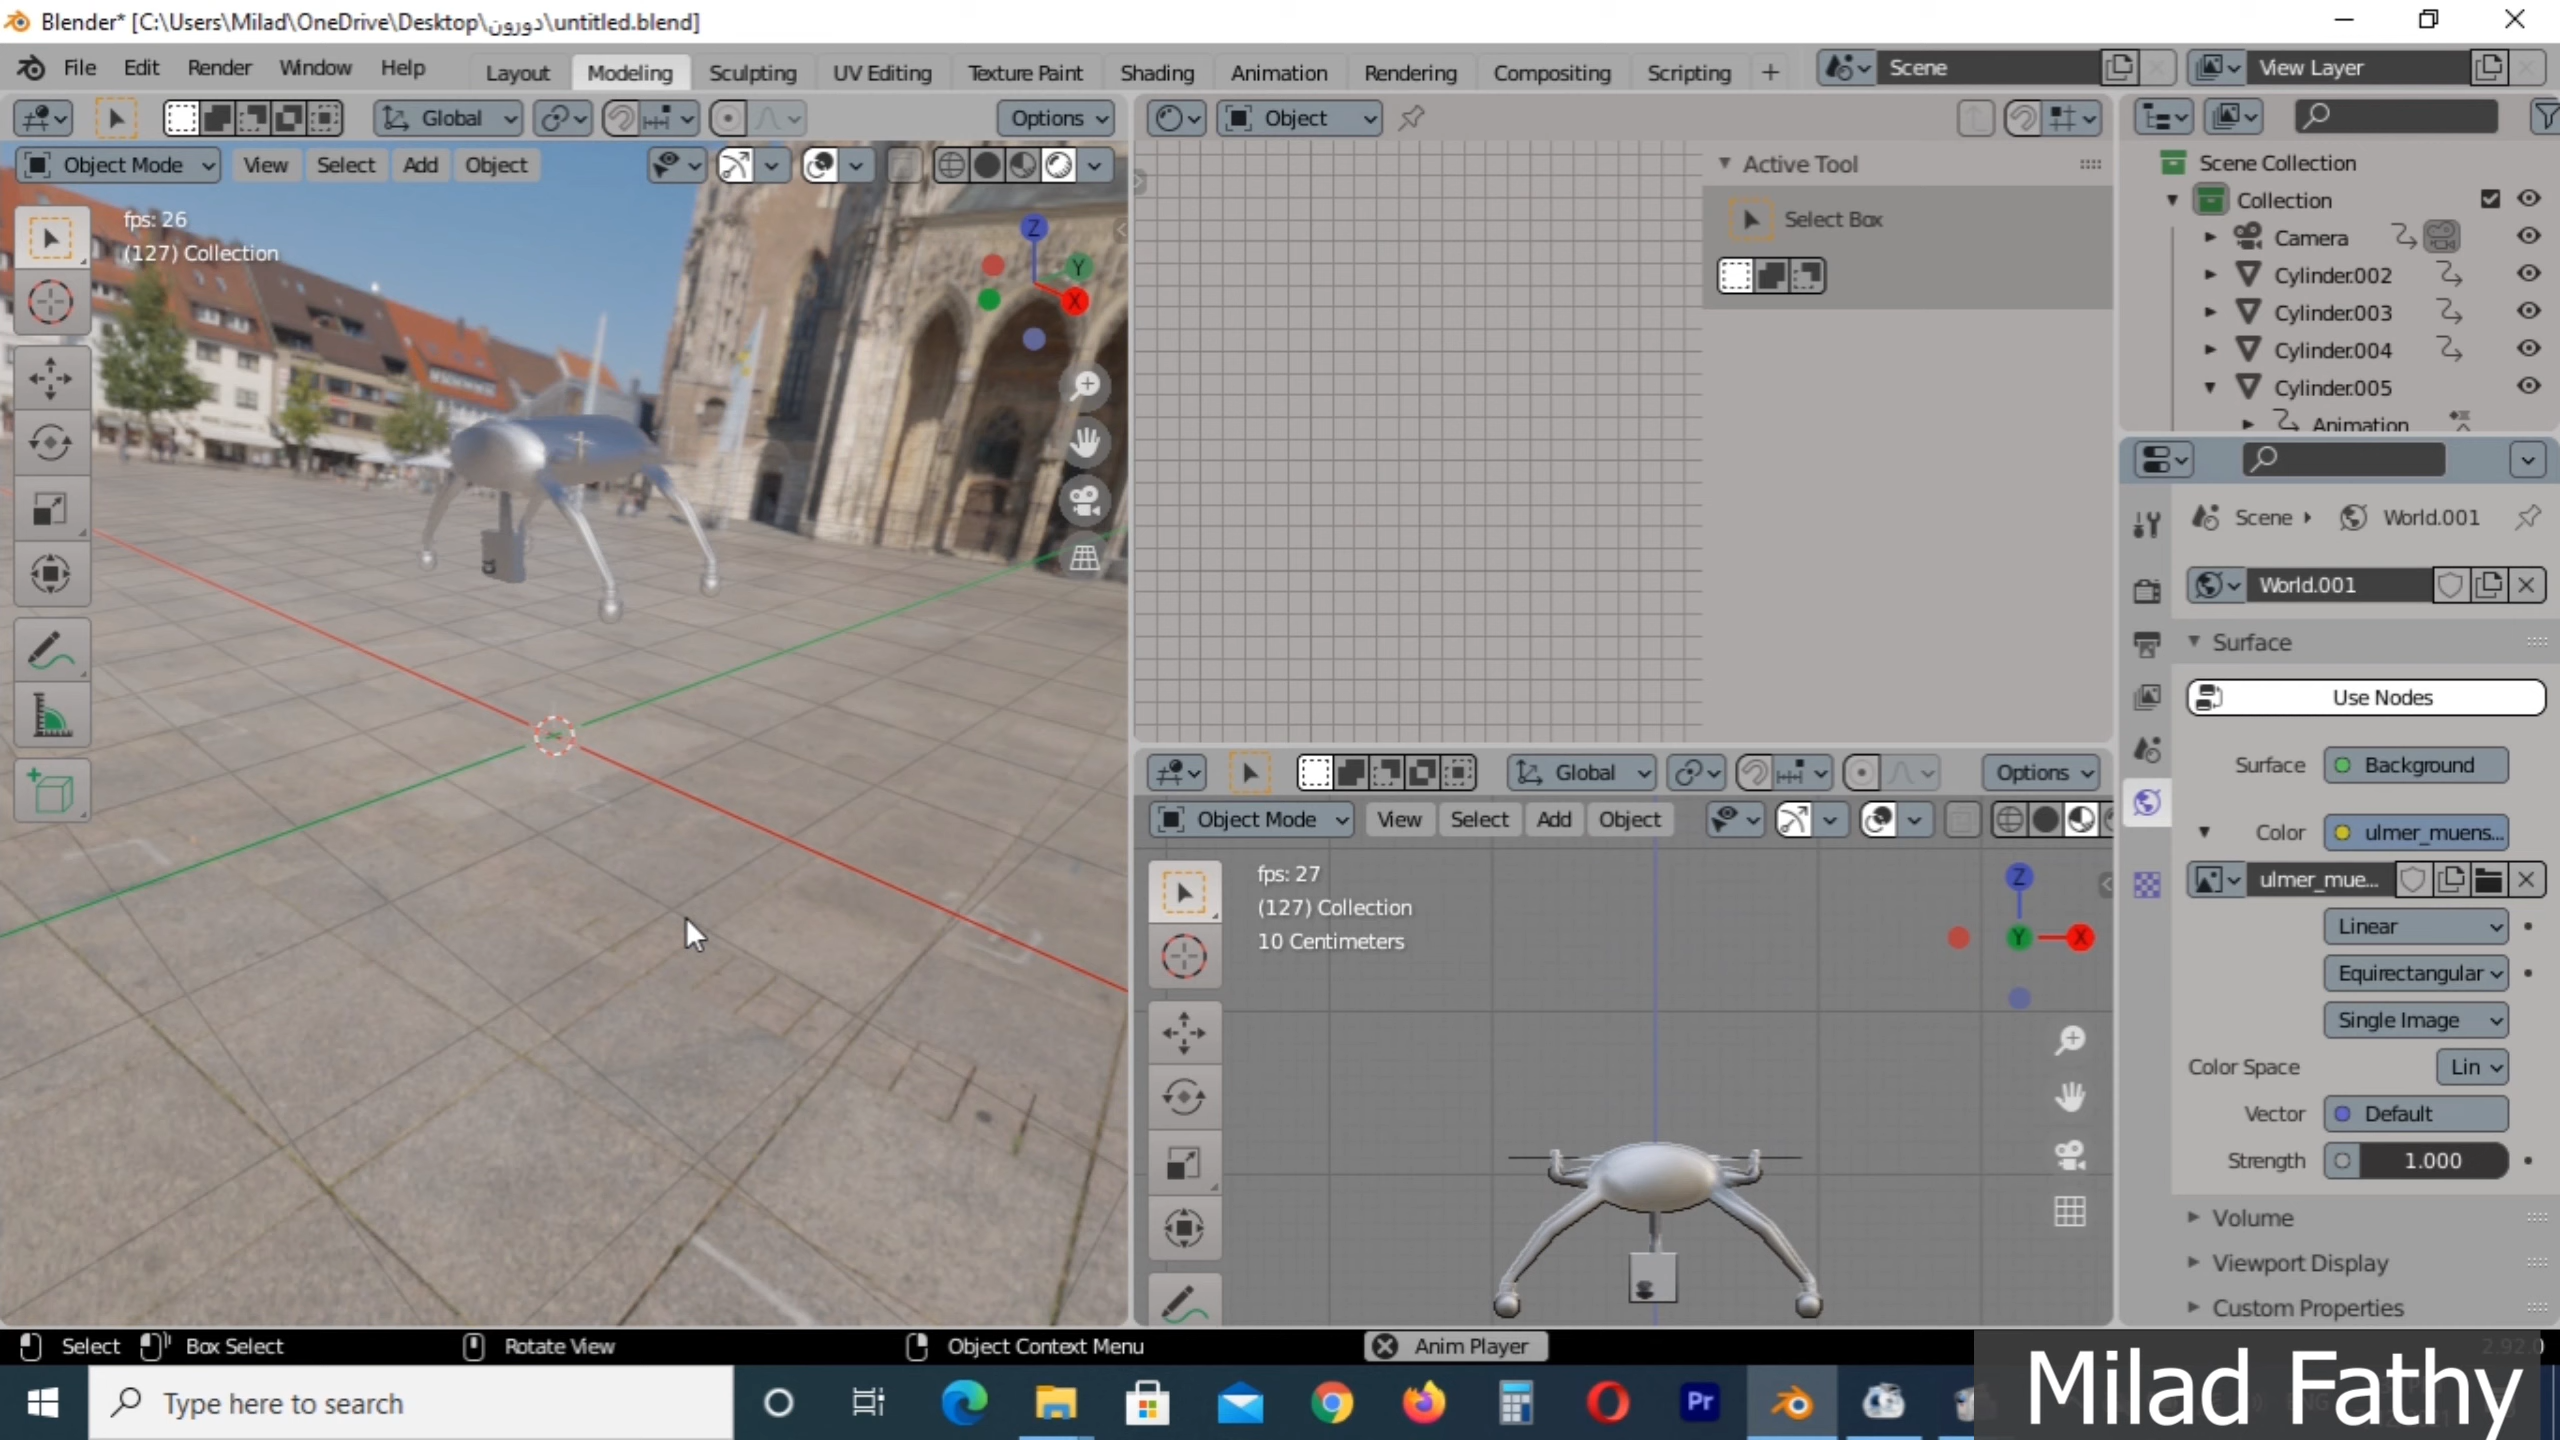 Blender* [C:\Users\Milad\OneDrive\Desktop\دورون\untitled.blend]
File Edit Render Window Help Layout Modeling Sculpting UV Editing Texture Paint Shading Animation Rendering Compositing Scripting + Scene View Layer
Global Options
Object Mode View Select Add Object
fps: 26
(127) Collection
Z
Y
X
Object
Active Tool
Select Box
Global Options
Object Mode View Select Add Object
fps: 27
(127) Collection
10 Centimeters
Z
Y X
Scene Collection
Collection
Camera
Cylinder.002
Cylinder.003
Cylinder.004
Cylinder.005
Animation
Scene World.001
World.001
Surface
Use Nodes
Surface Background
Color ulmer_muens...
ulmer_mue...
Linear
Equirectangular
Single Image
Color Space Lin
Vector Default
Strength 1.000
Volume
Viewport Display
Custom Properties
Select Box Select Rotate View Object Context Menu Anim Player 2.92.0
Type here to search
Pr
Milad Fathy